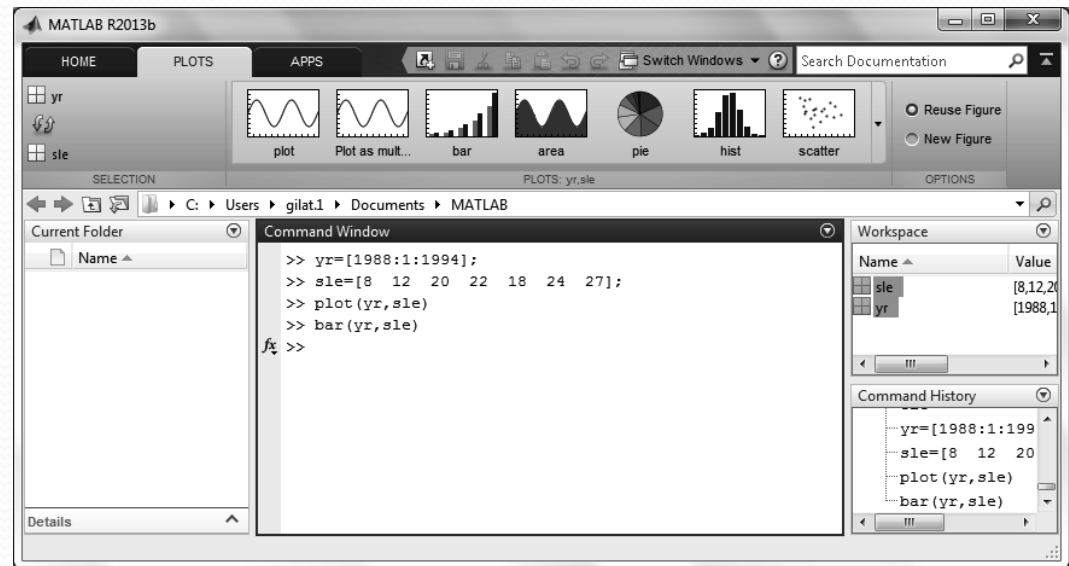 MATLAB R2013b
HOME PLOTS APPS Switch Windows ? Search Documentation
yr
sle
plot Plot as mult... bar area pie hist scatter
Reuse Figure
New Figure
SELECTION PLOTS: yr,sle OPTIONS
C: Users gilat.1 Documents MATLAB
Current Folder
Name
Details
Command Window
>> yr=[1988:1:1994];
>> sle=[8 12 20 22 18 24 27];
>> plot(yr,sle)
>> bar(yr,sle)
fx >>
Workspace
Name Value
sle [8,12,20
yr [1988,1
Command History
yr=[1988:1:199
sle=[8 12 20
plot(yr,sle)
bar(yr,sle)